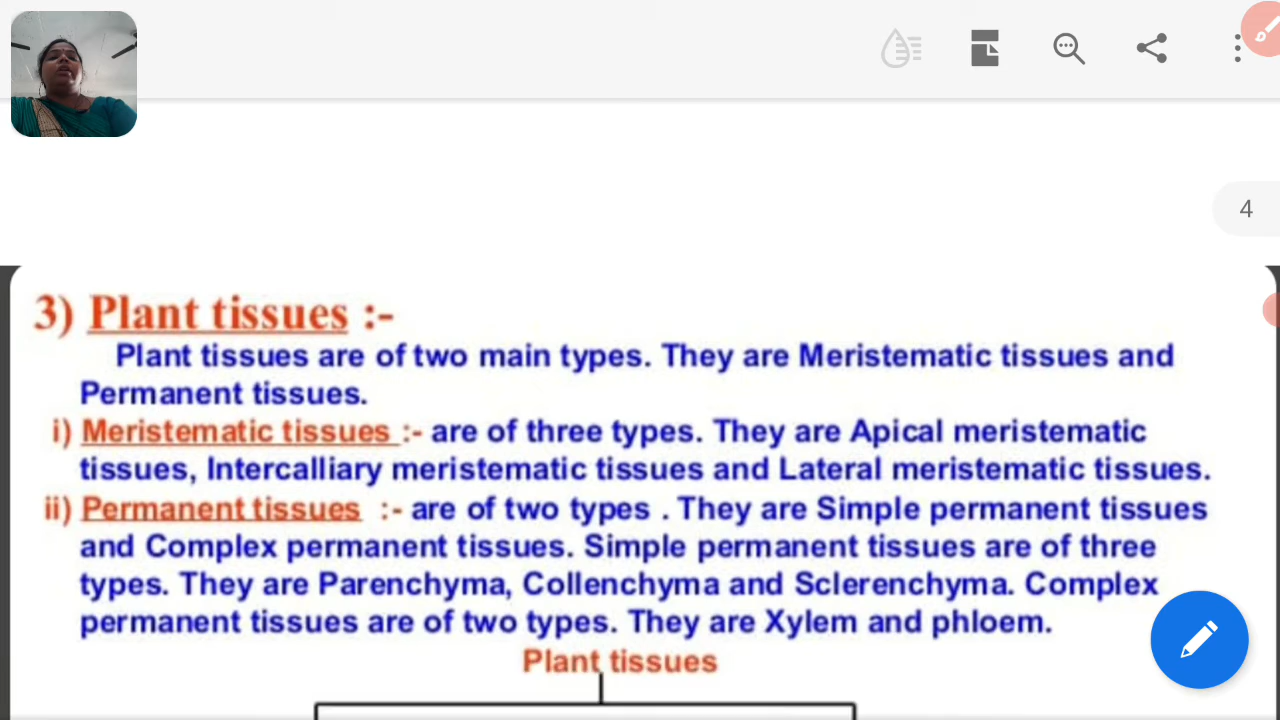 4
3) Plant tissues :-
Plant tissues are of two main types. They are Meristematic tissues and
Permanent tissues.
i) Meristematic tissues :- are of three types. They are Apical meristematic
tissues, Intercalliary meristematic tissues and Lateral meristematic tissues.
ii) Permanent tissues :- are of two types . They are Simple permanent tissues
and Complex permanent tissues. Simple permanent tissues are of three
types. They are Parenchyma, Collenchyma and Sclerenchyma. Complex
permanent tissues are of two types. They are Xylem and phloem.
Plant tissues